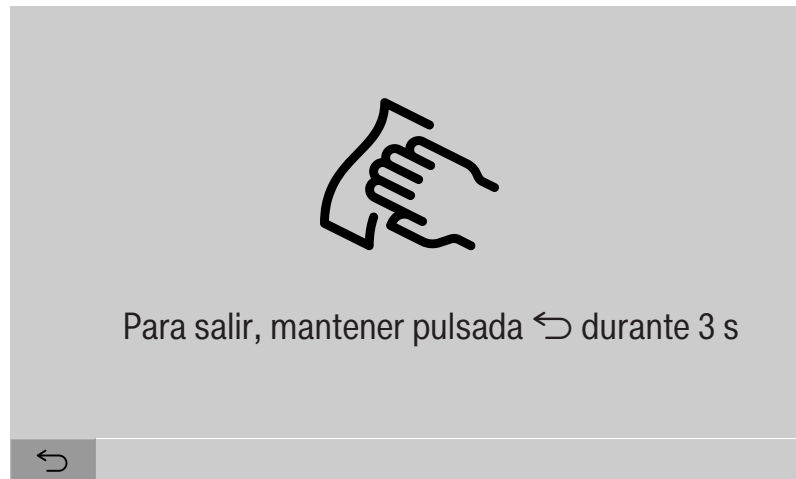 Para salir, mantener pulsada ↩ durante 3 s